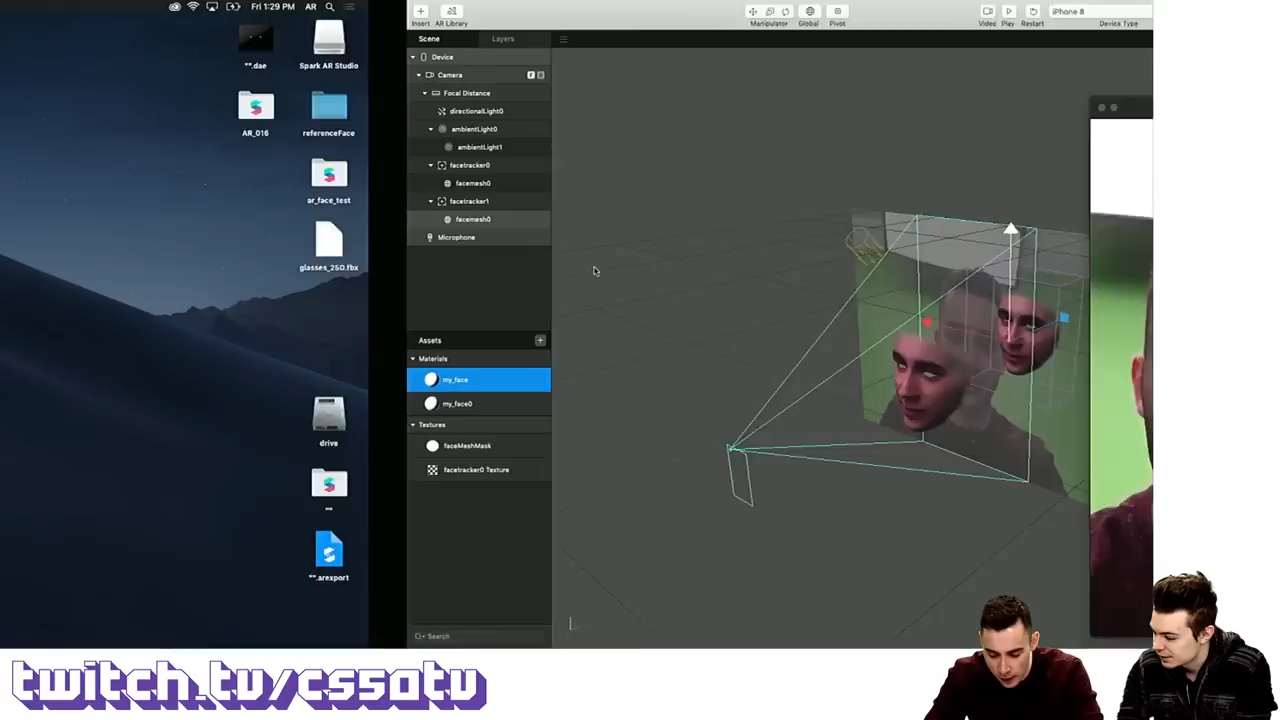 Fri 1:29 PM AR
**.dae
Spark AR Studio
AR_016
referenceFace
ar_face_test
glasses_250.fbx
drive
**.arexport
Insert
AR Library
Manipulator
Global
Pivot
Video
Play
Restart
iPhone 8
Device Type
Scene
Layers
Device
Camera
F
Focal Distance
directionalLight0
ambientLight0
ambientLight1
facetracker0
facemesh0
facetracker1
facemesh0
Microphone
Assets
Materials
my_face
my_face0
Textures
faceMeshMask
facetracker0 Texture
Search
twitch.tv/cssatv